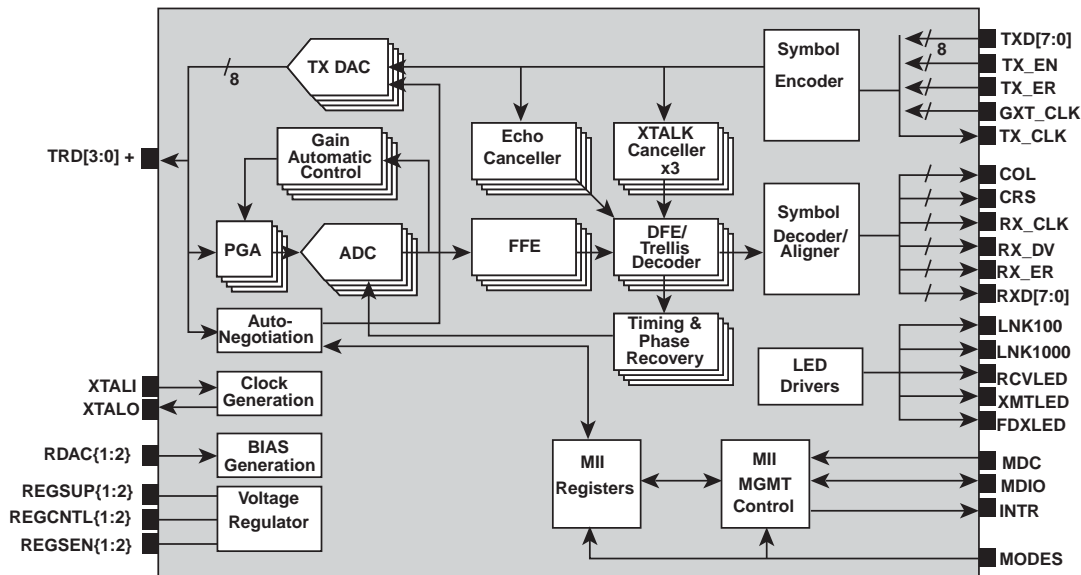 TXD[7:0]
8
TX_EN
TX_ER
GXT_CLK
TX_CLK
Symbol
Encoder
TX DAC
8
Echo
Canceller
XTALK
Canceller
x3
Gain
Automatic
Control
TRD[3:0] +
COL
CRS
RX_CLK
RX_DV
RX_ER
RXD[7:0]
Symbol
Decoder/
Aligner
PGA
ADC
FFE
DFE/
Trellis
Decoder
Auto-
Negotiation
Timing &
Phase
Recovery
LED
Drivers
LNK100
LNK1000
RCVLED
XMTLED
FDXLED
XTALI
XTALO
Clock
Generation
RDAC{1:2}
BIAS
Generation
REGSUP{1:2}
REGCNTL{1:2}
REGSEN{1:2}
Voltage
Regulator
MII
Registers
MII
MGMT
Control
MDC
MDIO
INTR
MODES